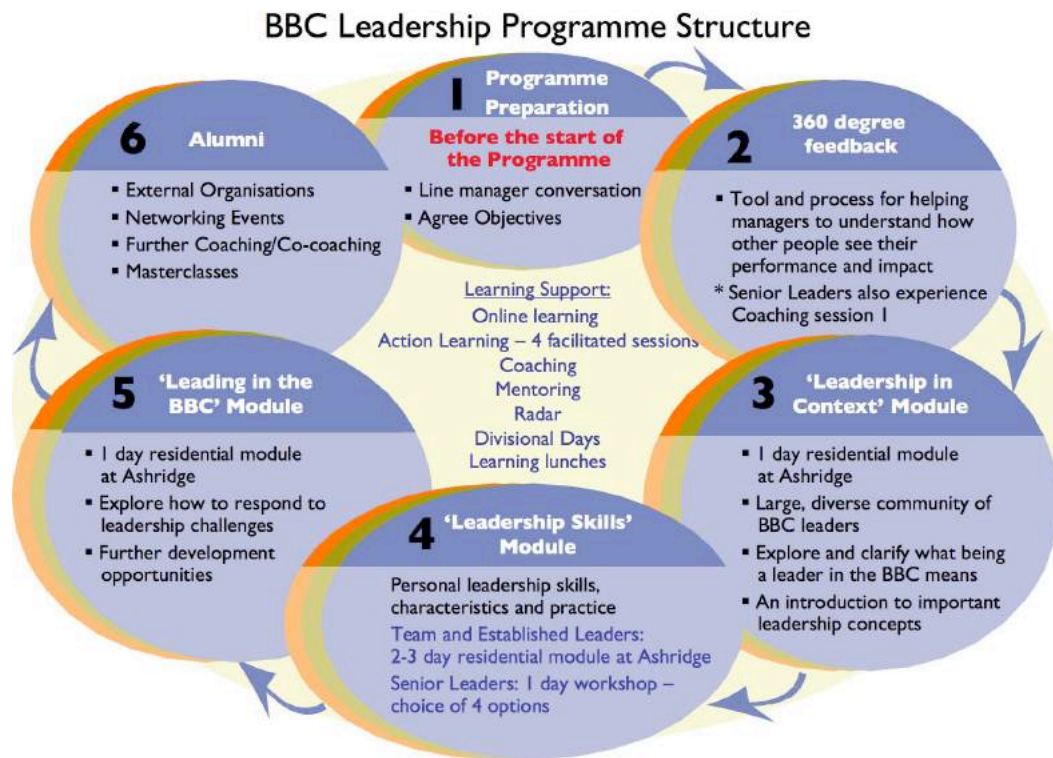 BBC Leadership Programme Structure
1
Programme
Preparation
Before the start of
the Programme
▪ Line manager conversation
▪ Agree Objectives
2
360 degree
feedback
▪ Tool and process for helping
managers to understand how
other people see their
performance and impact
* Senior Leaders also experience
Coaching session 1
3
‘Leadership in
Context’ Module
▪ 1 day residential module
at Ashridge
▪ Large, diverse community of
BBC leaders
▪ Explore and clarify what being
a leader in the BBC means
▪ An introduction to important
leadership concepts
4
‘Leadership Skills’
Module
Personal leadership skills,
characteristics and practice
Team and Established Leaders:
2-3 day residential module at Ashridge
Senior Leaders: 1 day workshop –
choice of 4 options
5
‘Leading in the
BBC’ Module
▪ 1 day residential module
at Ashridge
▪ Explore how to respond to
leadership challenges
▪ Further development
opportunities
6
Alumni
▪ External Organisations
▪ Networking Events
▪ Further Coaching/Co-coaching
▪ Masterclasses
Learning Support:
Online learning
Action Learning – 4 facilitated sessions
Coaching
Mentoring
Radar
Divisional Days
Learning lunches